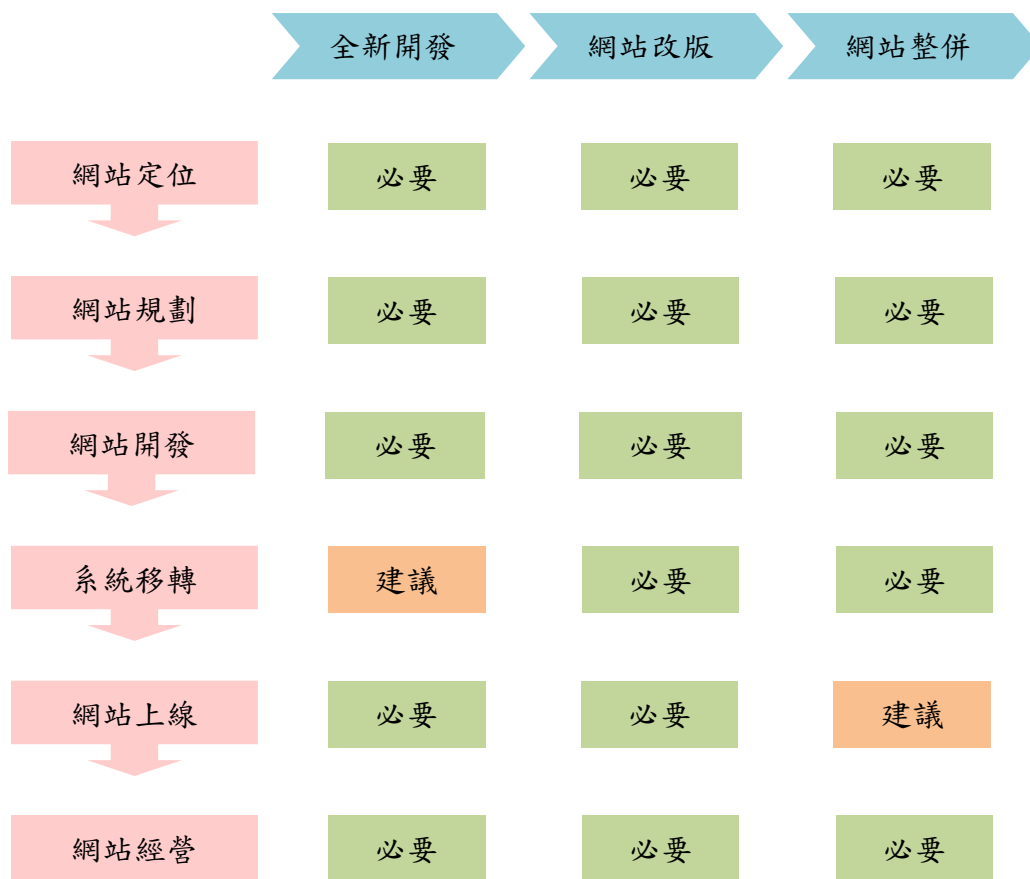 全新開發 網站改版 網站整併
網站定位 必要 必要 必要
網站規劃 必要 必要 必要
網站開發 必要 必要 必要
系統移轉 建議 必要 必要
網站上線 必要 必要 建議
網站經營 必要 必要 必要